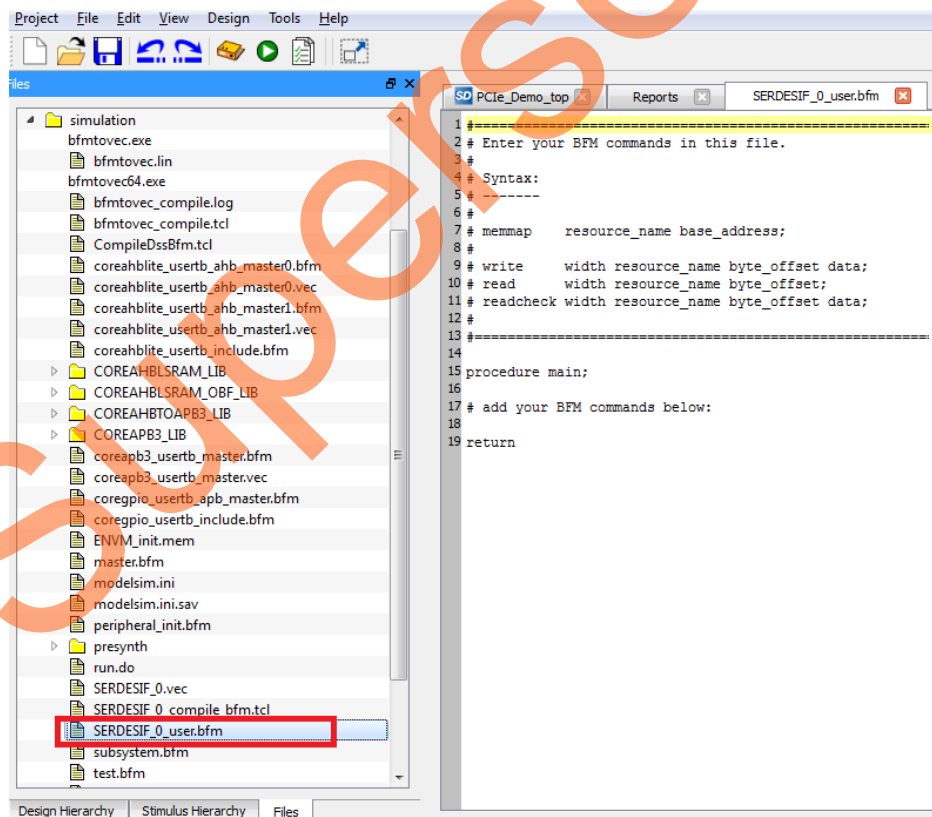 Project File Edit View Design Tools Help
Files
simulation
bfmtovec.exe
bfmtovec.lin
bfmtovec64.exe
bfmtovec_compile.log
bfmtovec_compile.tcl
CompileDssBfm.tcl
coreahblite_usertb_ahb_master0.bfm
coreahblite_usertb_ahb_master0.vec
coreahblite_usertb_ahb_master1.bfm
coreahblite_usertb_ahb_master1.vec
coreahblite_usertb_include.bfm
COREAHBLSRAM_LIB
COREAHBLSRAM_OBF_LIB
COREAHBTOAPB3_LIB
COREAPB3_LIB
coreapb3_usertb_master.bfm
coreapb3_usertb_master.vec
coregpio_usertb_apb_master.bfm
coregpio_usertb_include.bfm
ENVM_init.mem
master.bfm
modelsim.ini
modelsim.ini.sav
peripheral_init.bfm
presynth
run.do
SERDESIF_0.vec
SERDESIF_0_compile_bfm.tcl
SERDESIF_0_user.bfm
subsystem.bfm
test.bfm
Design Hierarchy Stimulus Hierarchy Files
SD PCIe_Demo_top Reports SERDESIF_0_user.bfm
1 #=========================================================
2 # Enter your BFM commands in this file.
3 #
4 # Syntax:
5 # -------
6 #
7 # memmap resource_name base_address;
8 #
9 # write width resource_name byte_offset data;
10 # read width resource_name byte_offset;
11 # readcheck width resource_name byte_offset data;
12 #
13 #=========================================================
14
15 procedure main;
16
17 # add your BFM commands below:
18
19 return
Superse